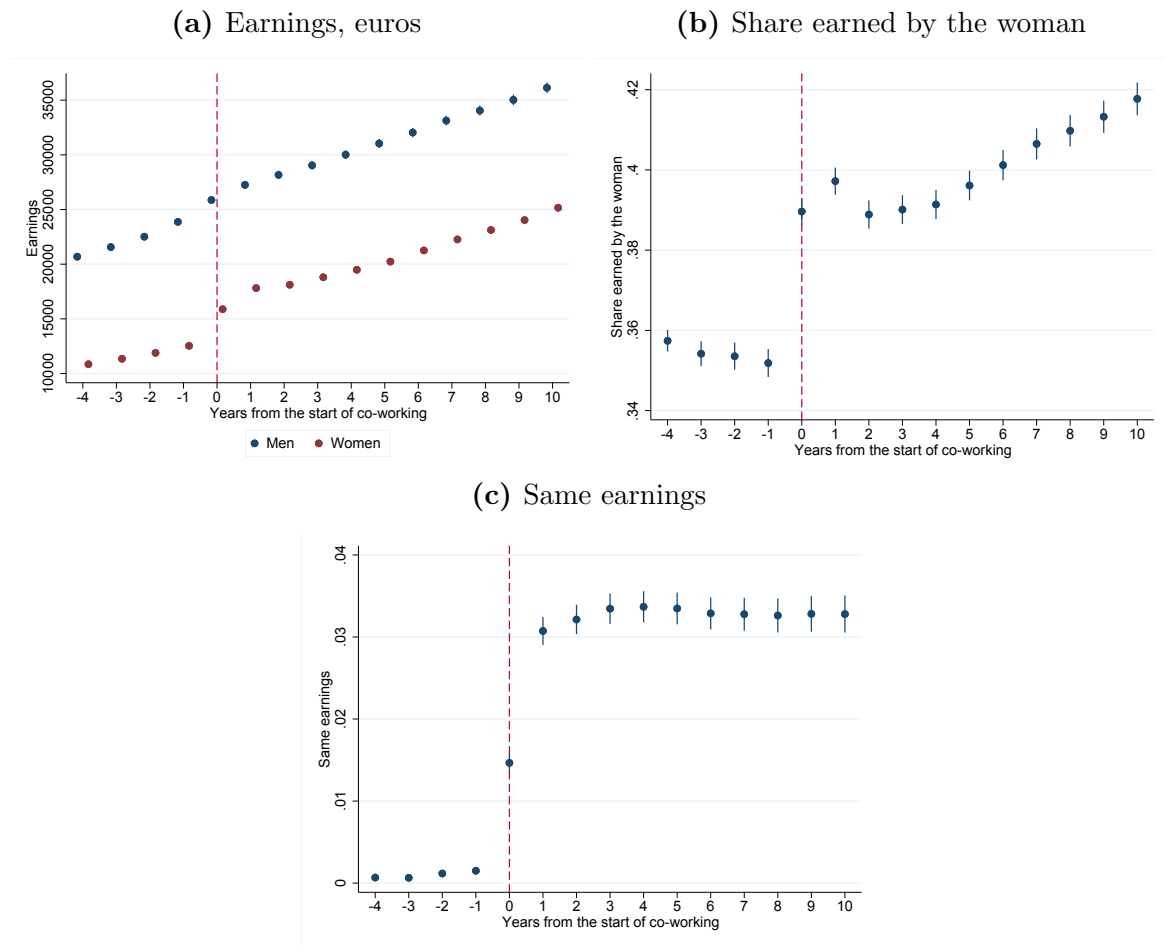 (a) Earnings, euros
Earnings
35000
30000
25000
20000
15000
10000
-4 -3 -2 -1 0 1 2 3 4 5 6 7 8 9 10
Years from the start of co-working
Men Women
(b) Share earned by the woman
Share earned by the woman
.42
.4
.38
.36
.34
-4 -3 -2 -1 0 1 2 3 4 5 6 7 8 9 10
Years from the start of co-working
(c) Same earnings
Same earnings
.04
.03
.02
.01
0
-4 -3 -2 -1 0 1 2 3 4 5 6 7 8 9 10
Years from the start of co-working